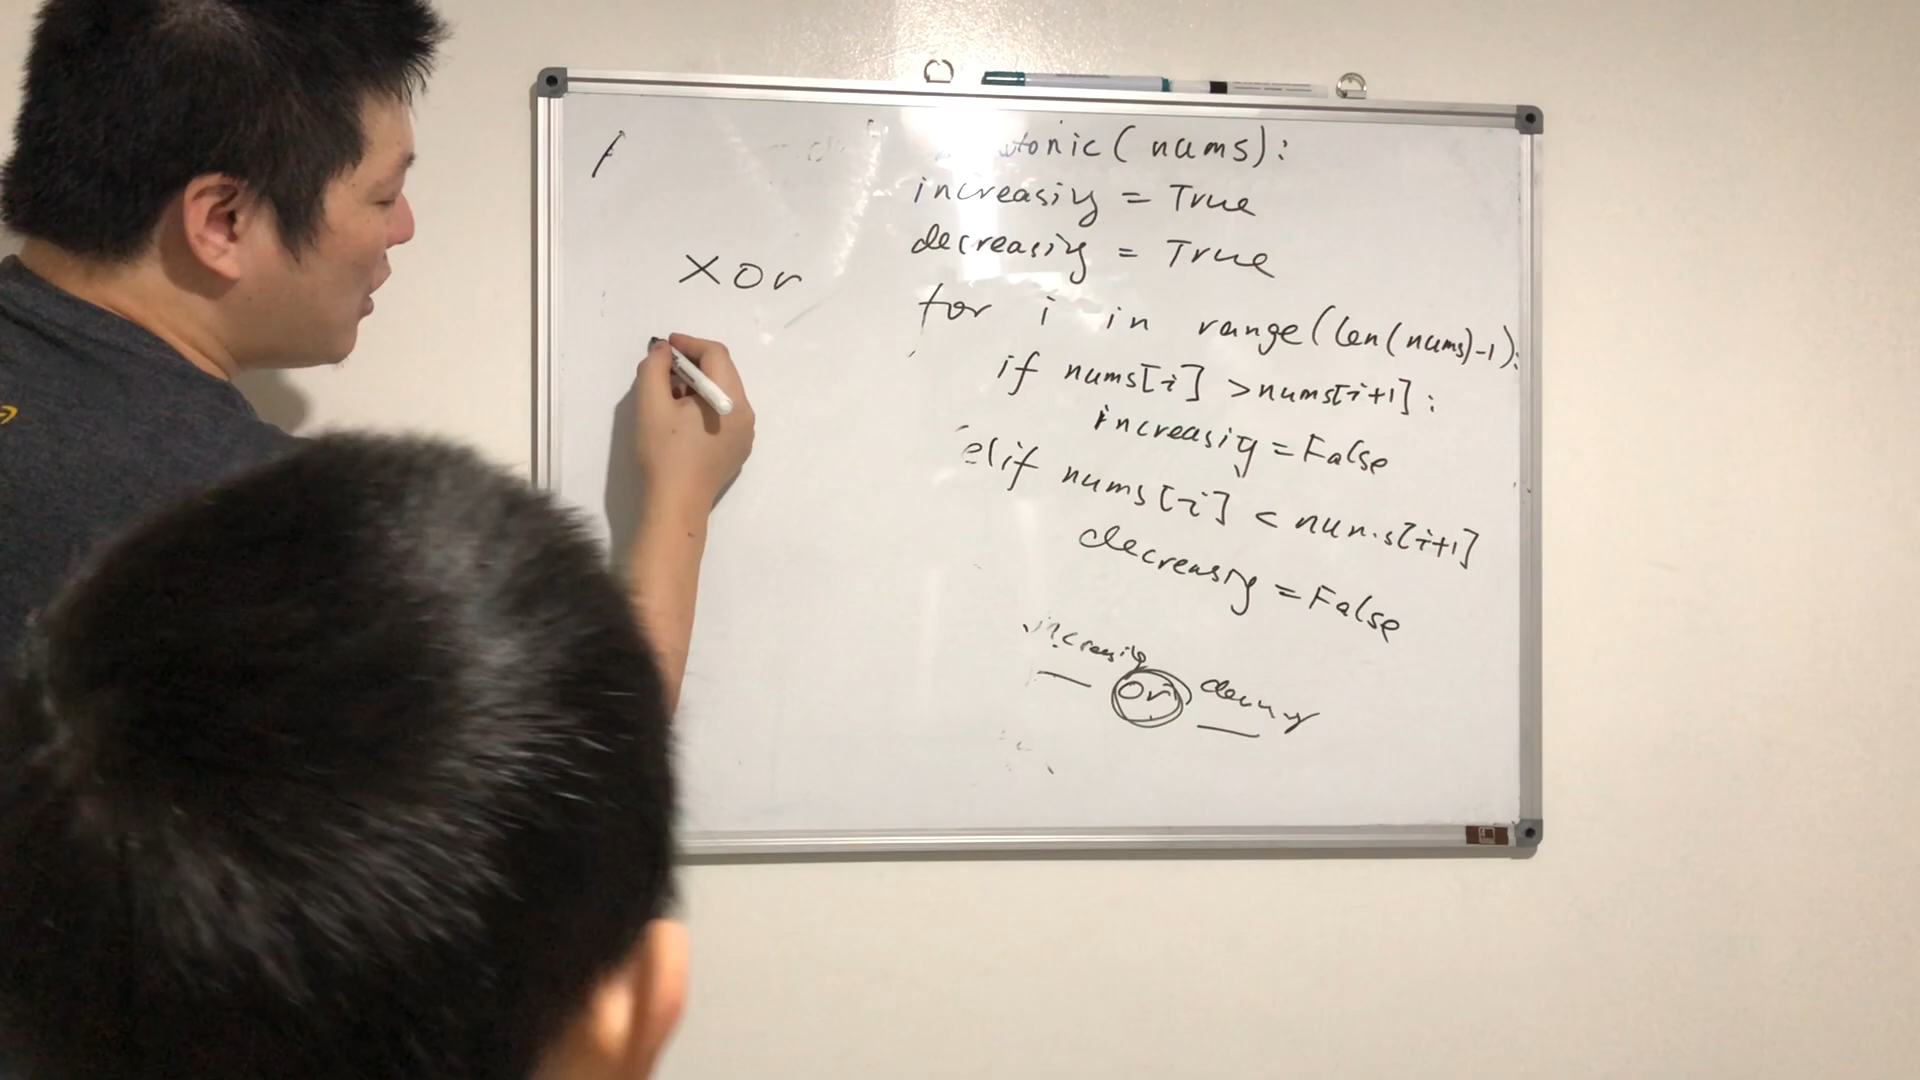 (nums):
increasing = True
decreasing = True
xor
for i in range(len(nums)-1):
if nums[i] > nums[i+1]:
increasing = False
elif nums[i] < nums[i+1]
decreasing = False
increasing
or